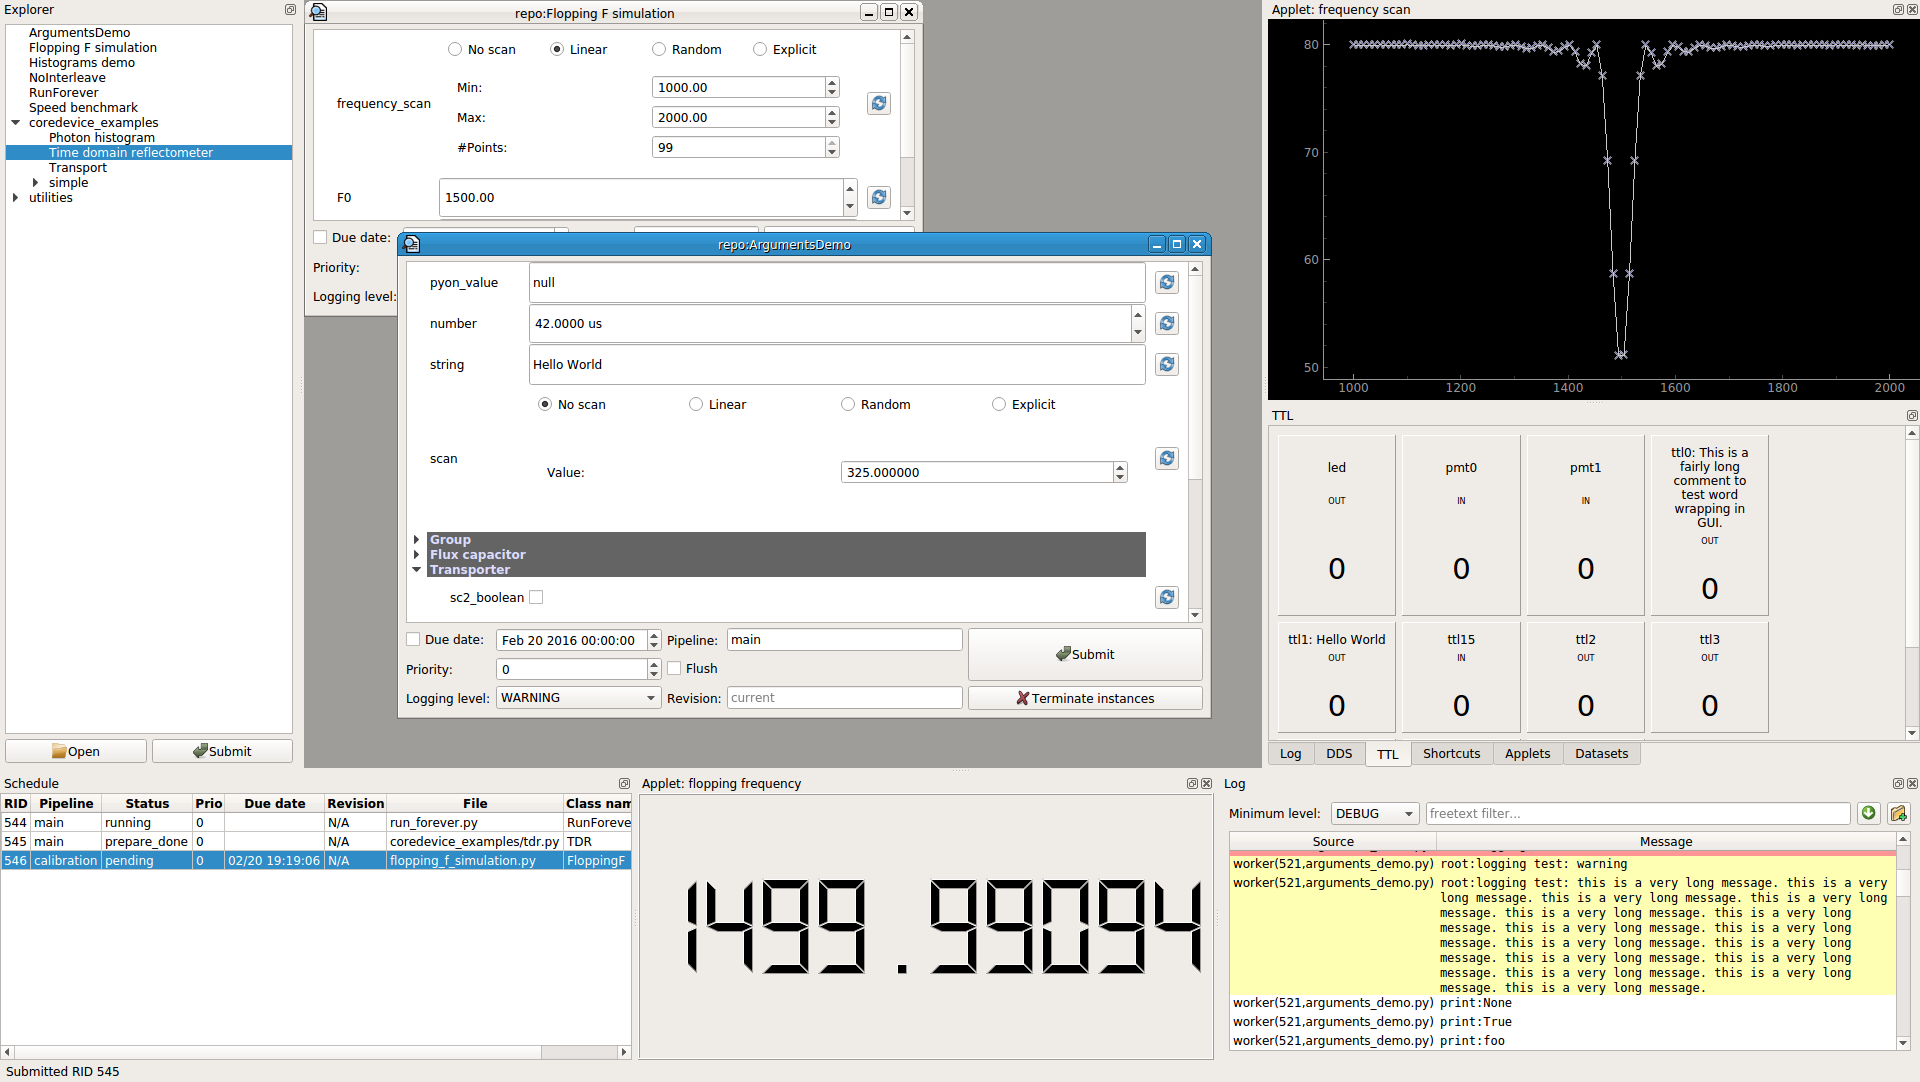 Explorer
ArgumentsDemo
Flopping F simulation
Histograms demo
NoInterleave
RunForever
Speed benchmark
coredevice_examples
Photon histogram
Time domain reflectometer
Transport
simple
utilities
Open
Submit
repo:Flopping F simulation
No scan
Linear
Random
Explicit
frequency_scan
Min:
1000.00
Max:
2000.00
#Points:
99
F0
1500.00
Due date:
Priority:
Logging level:
repo:ArgumentsDemo
pyon_value
null
number
42.0000 us
string
Hello World
No scan
Linear
Random
Explicit
scan
Value:
325.000000
Group
Flux capacitor
Transporter
sc2_boolean
Due date:
Feb 20 2016 00:00:00
Pipeline:
main
Submit
Priority:
0
Flush
Logging level:
WARNING
Revision:
current
Terminate instances
Applet: frequency scan
80
70
60
50
1000
1200
1400
1600
1800
2000
TTL
led
OUT
0
pmt0
IN
0
pmt1
IN
0
ttl0: This is a
fairly long
comment to
test word
wrapping in
GUI.
OUT
0
ttl1: Hello World
OUT
0
ttl15
IN
0
ttl2
OUT
0
ttl3
OUT
0
Log
DDS
TTL
Shortcuts
Applets
Datasets
Schedule
RID Pipeline Status Prio Due date Revision File Class nam
544 main running 0 N/A run_forever.py RunForeve
545 main prepare_done 0 N/A coredevice_examples/tdr.py TDR
546 calibration pending 0 02/20 19:19:06 N/A flopping_f_simulation.py FloppingF
Applet: flopping frequency
1499.99094
Log
Minimum level:
DEBUG
freetext filter...
Source Message
worker(521,arguments_demo.py) root:logging test: warning
worker(521,arguments_demo.py) root:logging test: this is a very long message. this is a very
long message. this is a very long message. this is a very long
message. this is a very long message. this is a very long
message. this is a very long message. this is a very long
message. this is a very long message. this is a very long
message. this is a very long message. this is a very long
message. this is a very long message. this is a very long
message. this is a very long message.
worker(521,arguments_demo.py) print:None
worker(521,arguments_demo.py) print:True
worker(521,arguments_demo.py) print:foo
Submitted RID 545